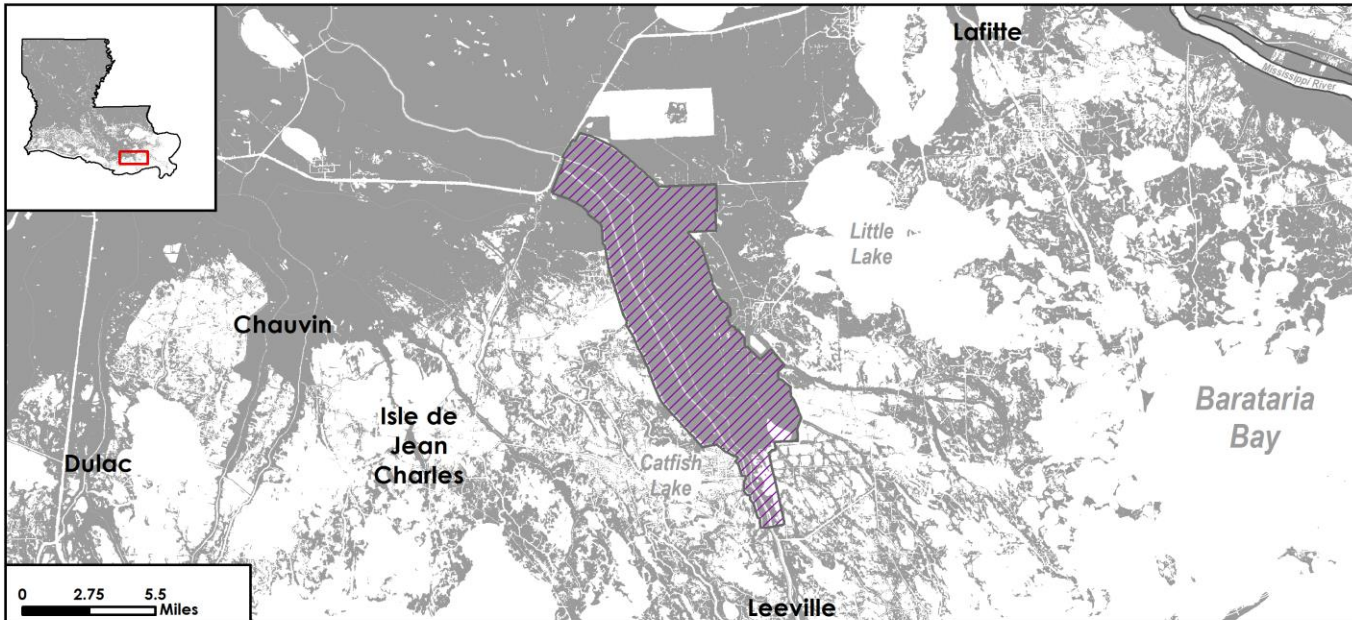 Lafitte
Mississippi River
Little
Lake
Chauvin
Barataria
Bay
Isle de
Jean
Charles
Dulac
Catfish
Lake
0 2.75 5.5
Miles
Leeville